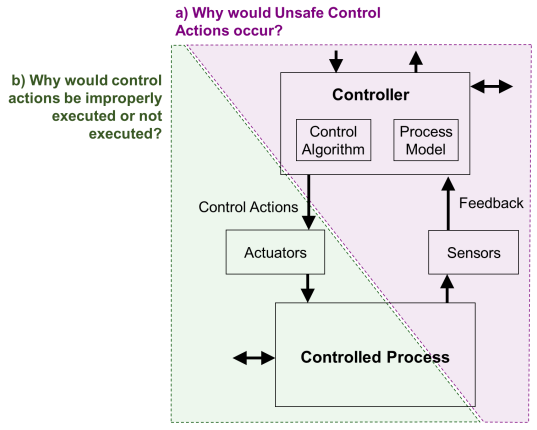 a) Why would Unsafe Control
Actions occur?
b) Why would control
actions be improperly
executed or not
executed?
Controller
Control
Algorithm
Process
Model
Control Actions
Feedback
Actuators
Sensors
Controlled Process